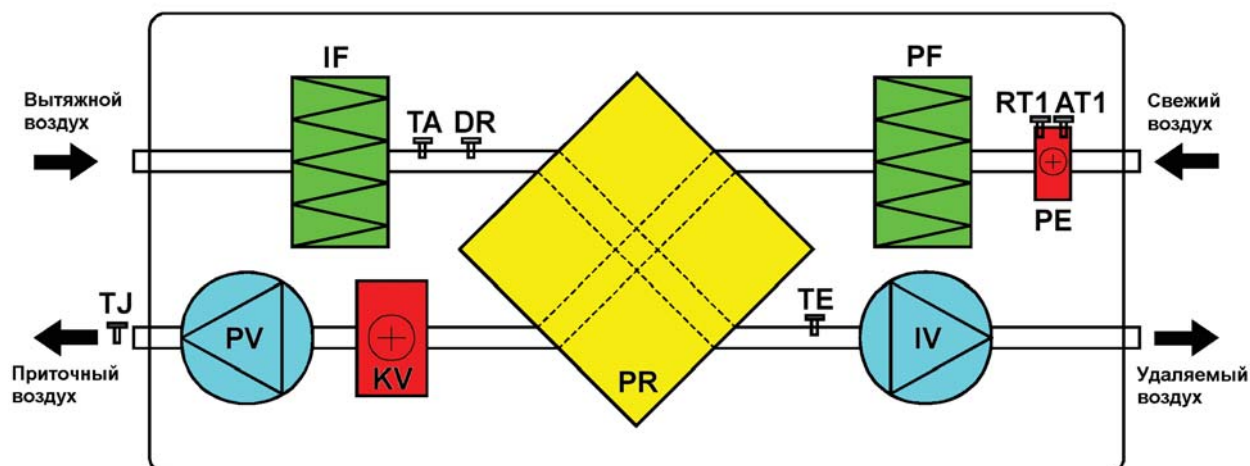 IF
PF
Вытяжной
воздух
TA DR
RT1 AT1
Свежий
воздух
PE
TJ
PV
KV
PR
TE
IV
Приточный
воздух
Удаляемый
воздух